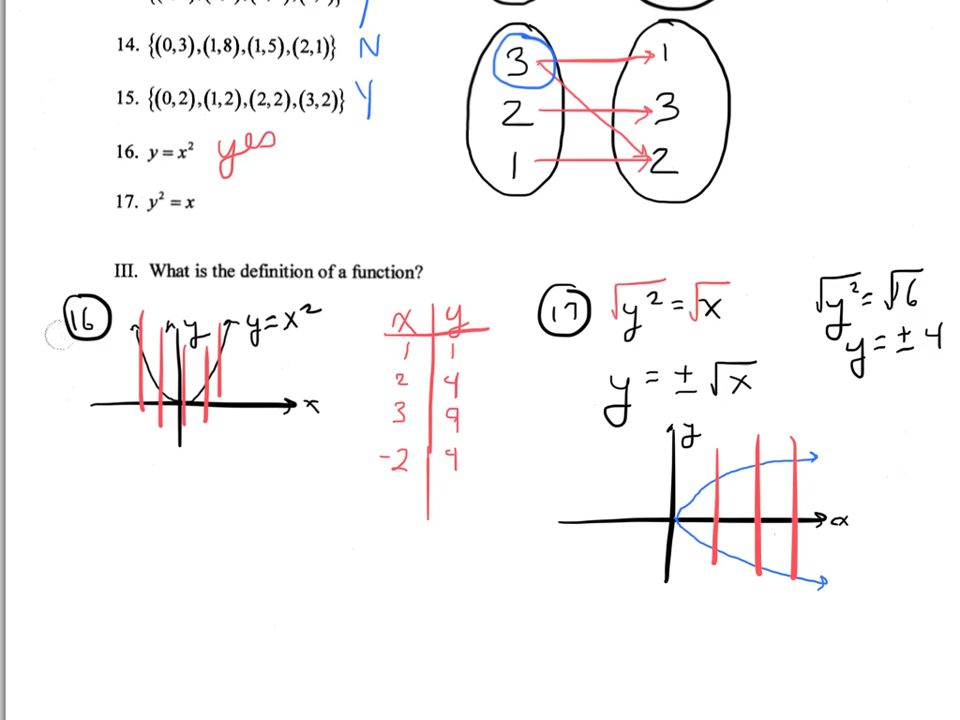 14. {(0,3),(1,8),(1,5),(2,1)} N
15. {(0,2),(1,2),(2,2),(3,2)} Y
16. y = x² yes
17. y² = x
3 1
2 3
1 2
III. What is the definition of a function?
16
y
y=x²
x
x y
1 1
2 4
3 9
-2 4
17
√y² = √x
y = ± √x
√y² = √16
y = ± 4
y
x